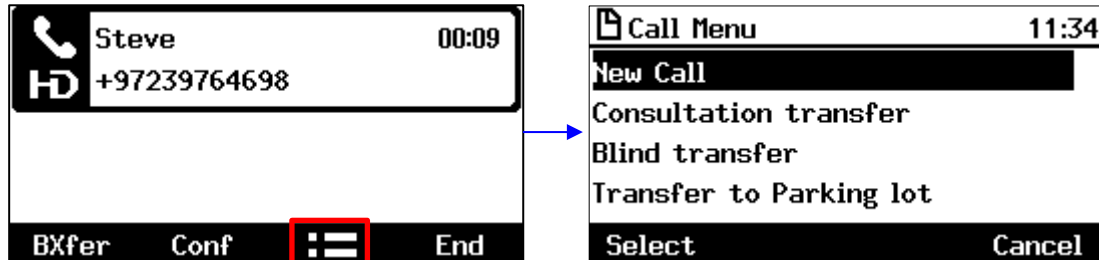 Steve 00:09
HD +97239764698
BXfer Conf End
Call Menu 11:34
New Call
Consultation transfer
Blind transfer
Transfer to Parking lot
Select Cancel